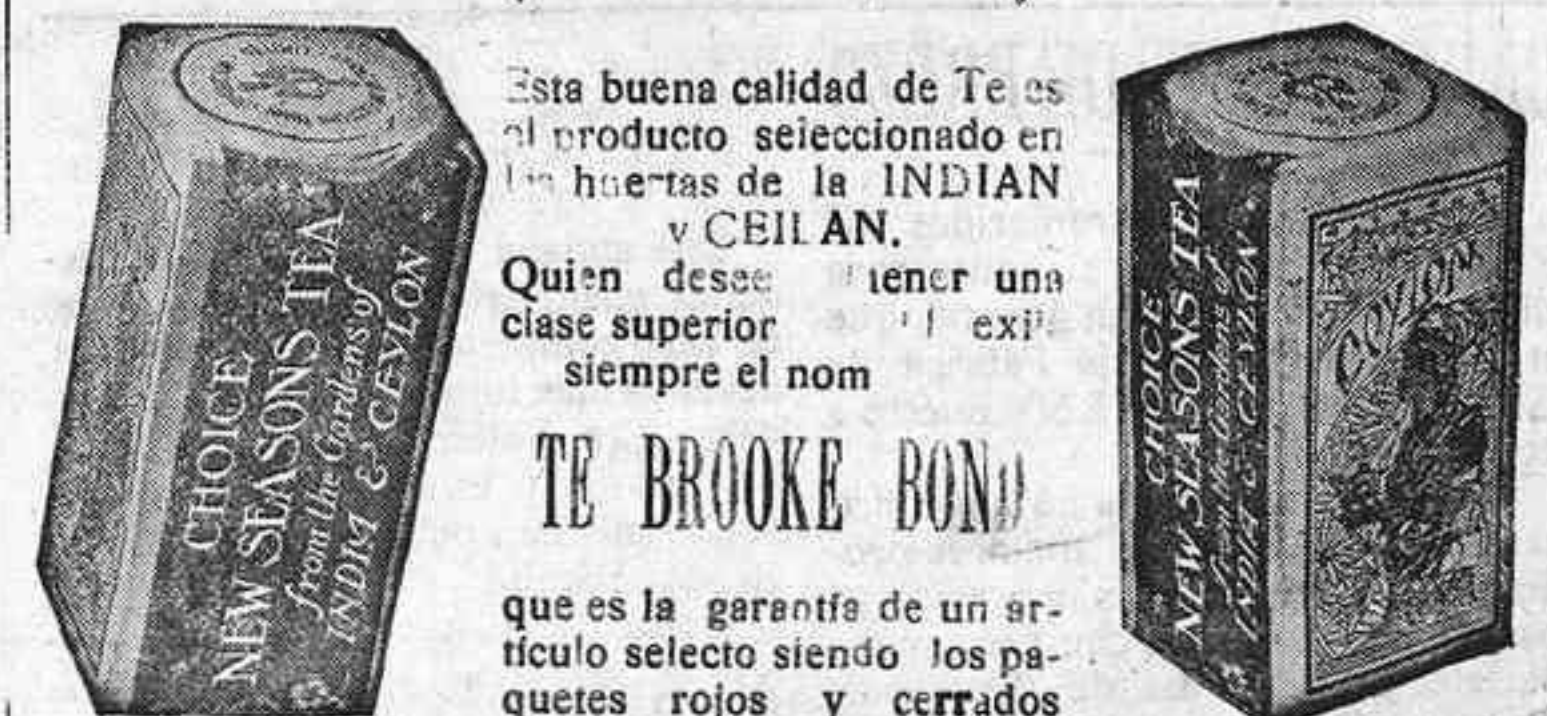 CHOICE
NEW SEASONS TEA
from the Gardens of
INDIA & CEYLON
Esta buena calidad de Te es
el producto seleccionado en
las huertas de la INDIAN
y CEILAN.
Quien desee tener una
clase superior
siempre el nom
TE BROOKE BOND
que es la garantía de un ar-
tículo selecto siendo los pa-
quetes rojos y cerrados
CHOICE
NEW SEASONS TEA
from the Gardens of
INDIA & CEYLON
CEYLON